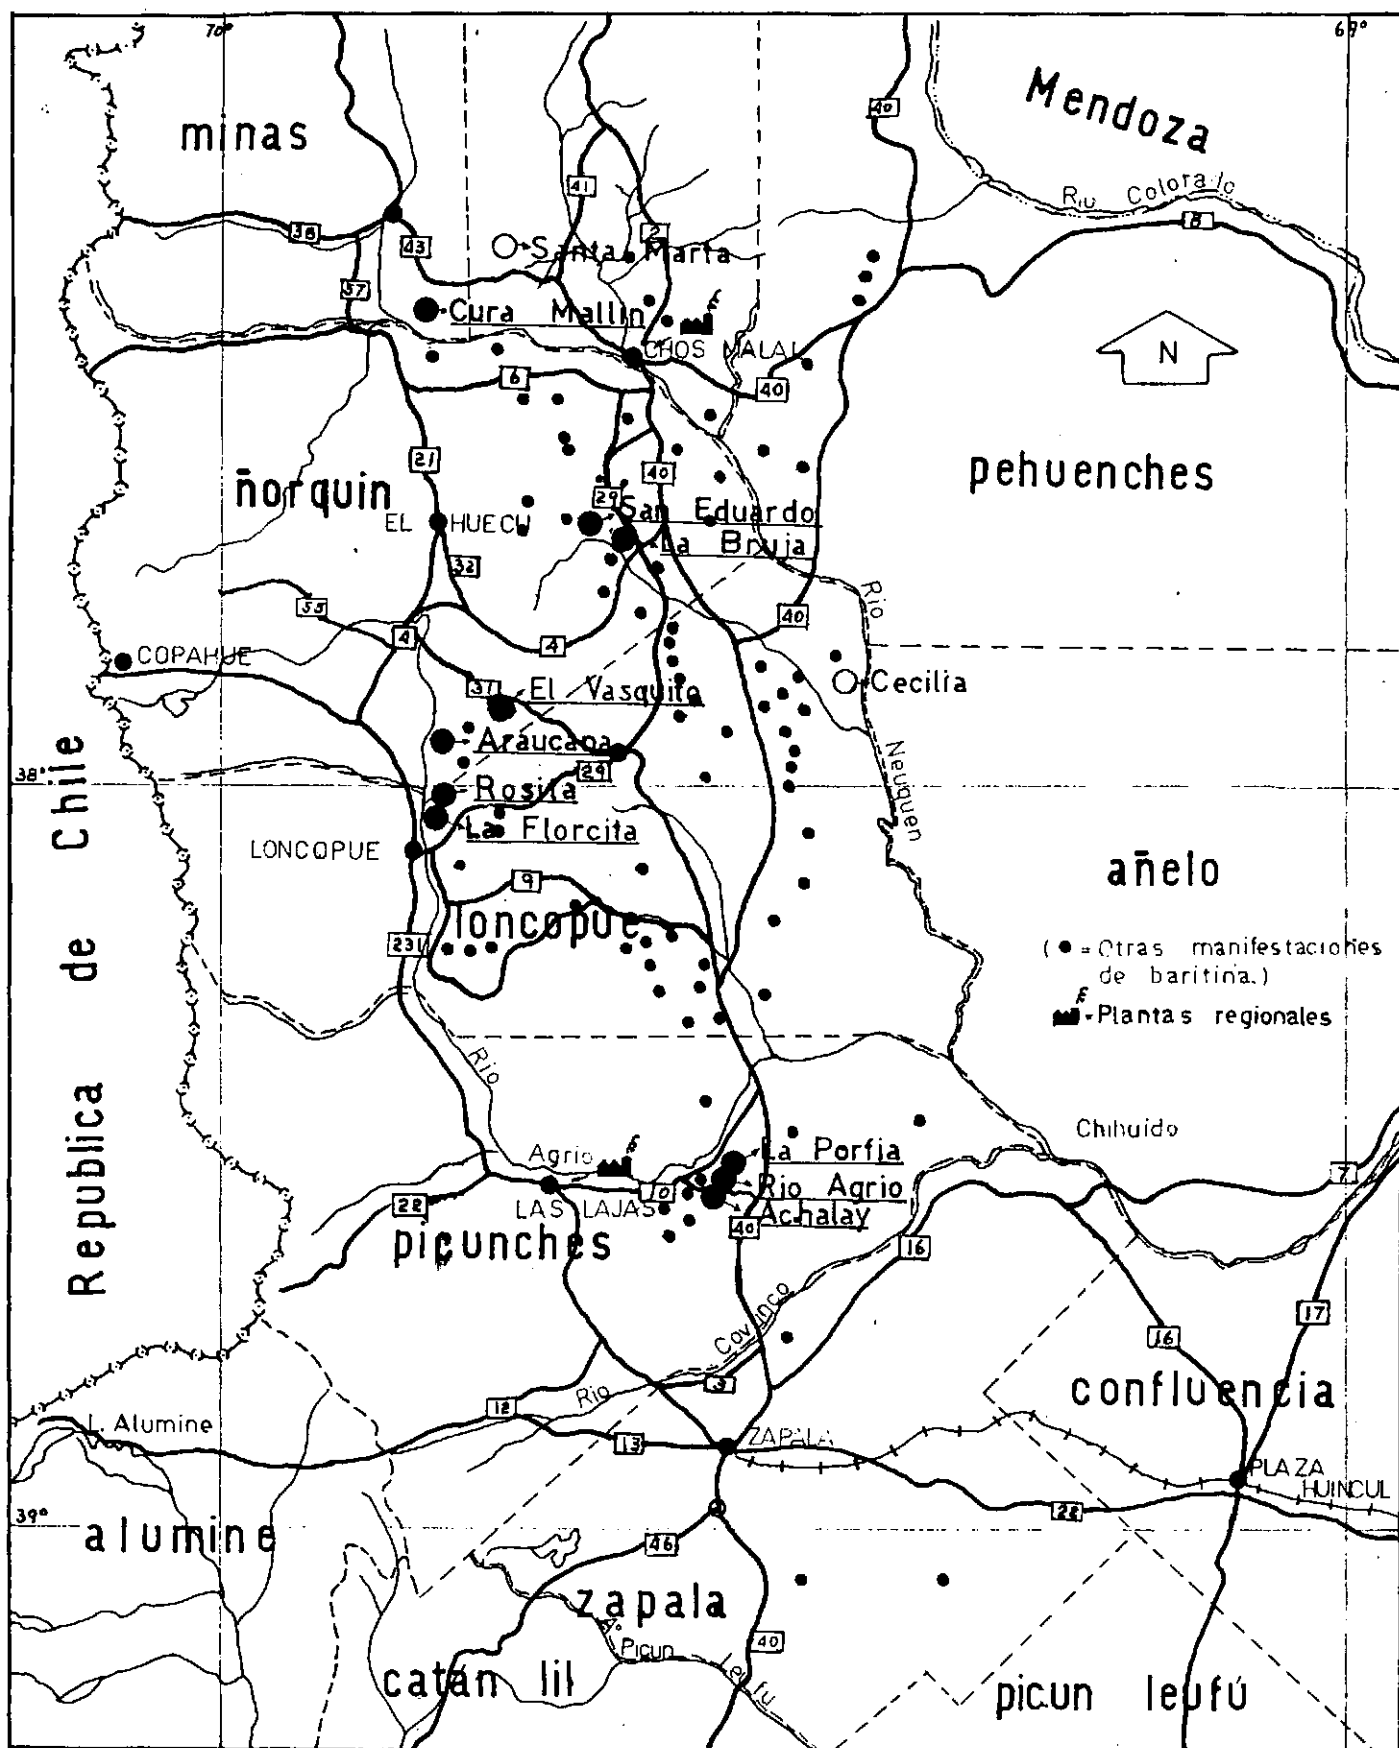 70°
69°
Mendoza
minas
40
41
Rio Colorado
38
43
2
8
Santa Marta
37
Cura Mallin
CHOS MALAL
N
6
40
21
40
pehuenches
ñorquin
29
San Eduardo
EL HUECU
La Bruja
32
Rio
55
4
4
40
COPAHUE
37
El Vasquito
Cecilia
Araucana
Neuquen
38°
29
Rosita
La Florcita
LONCOPUE
Republica de Chile
añelo
9
loncopue
231
( ● = Otras manifestaciones
de baritina.)
- Plantas regionales
Rio
Agrio
Chihuido
La Porfia
7
10
Rio Agrio
22
LAS LAJAS
Achalay
picunches
40
16
Covunco
17
16
3
confluencia
Rio
12
L. Alumine
13
ZAPALA
PLAZA
HUINCUL
22
39°
alumine
46
zapala
A°
Picun
40
Leufu
catan lil
picun leufú